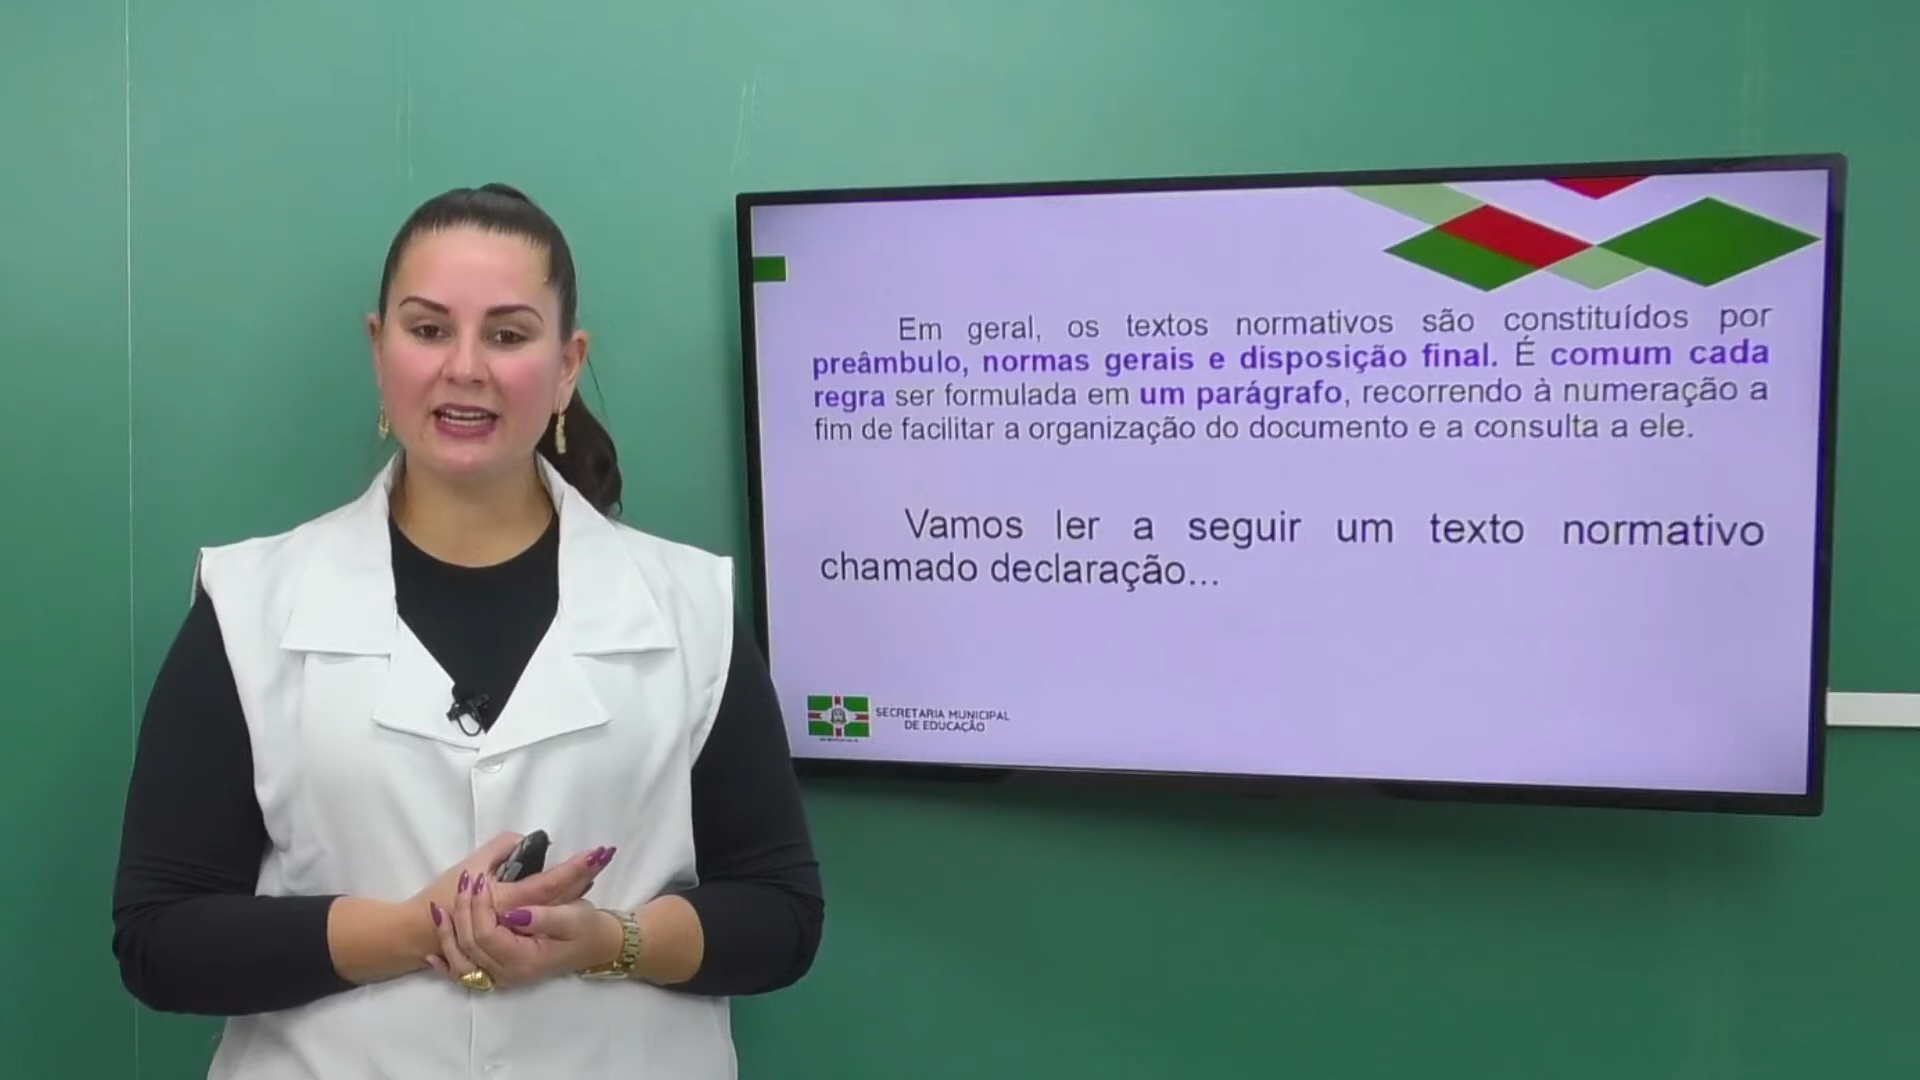 Em geral, os textos normativos são constituídos por
preâmbulo, normas gerais e disposição final. É comum cada
regra ser formulada em um parágrafo, recorrendo à numeração a
fim de facilitar a organização do documento e a consulta a ele.
Vamos ler a seguir um texto normativo
chamado declaração...
SECRETARIA MUNICIPAL
DE EDUCAÇÃO